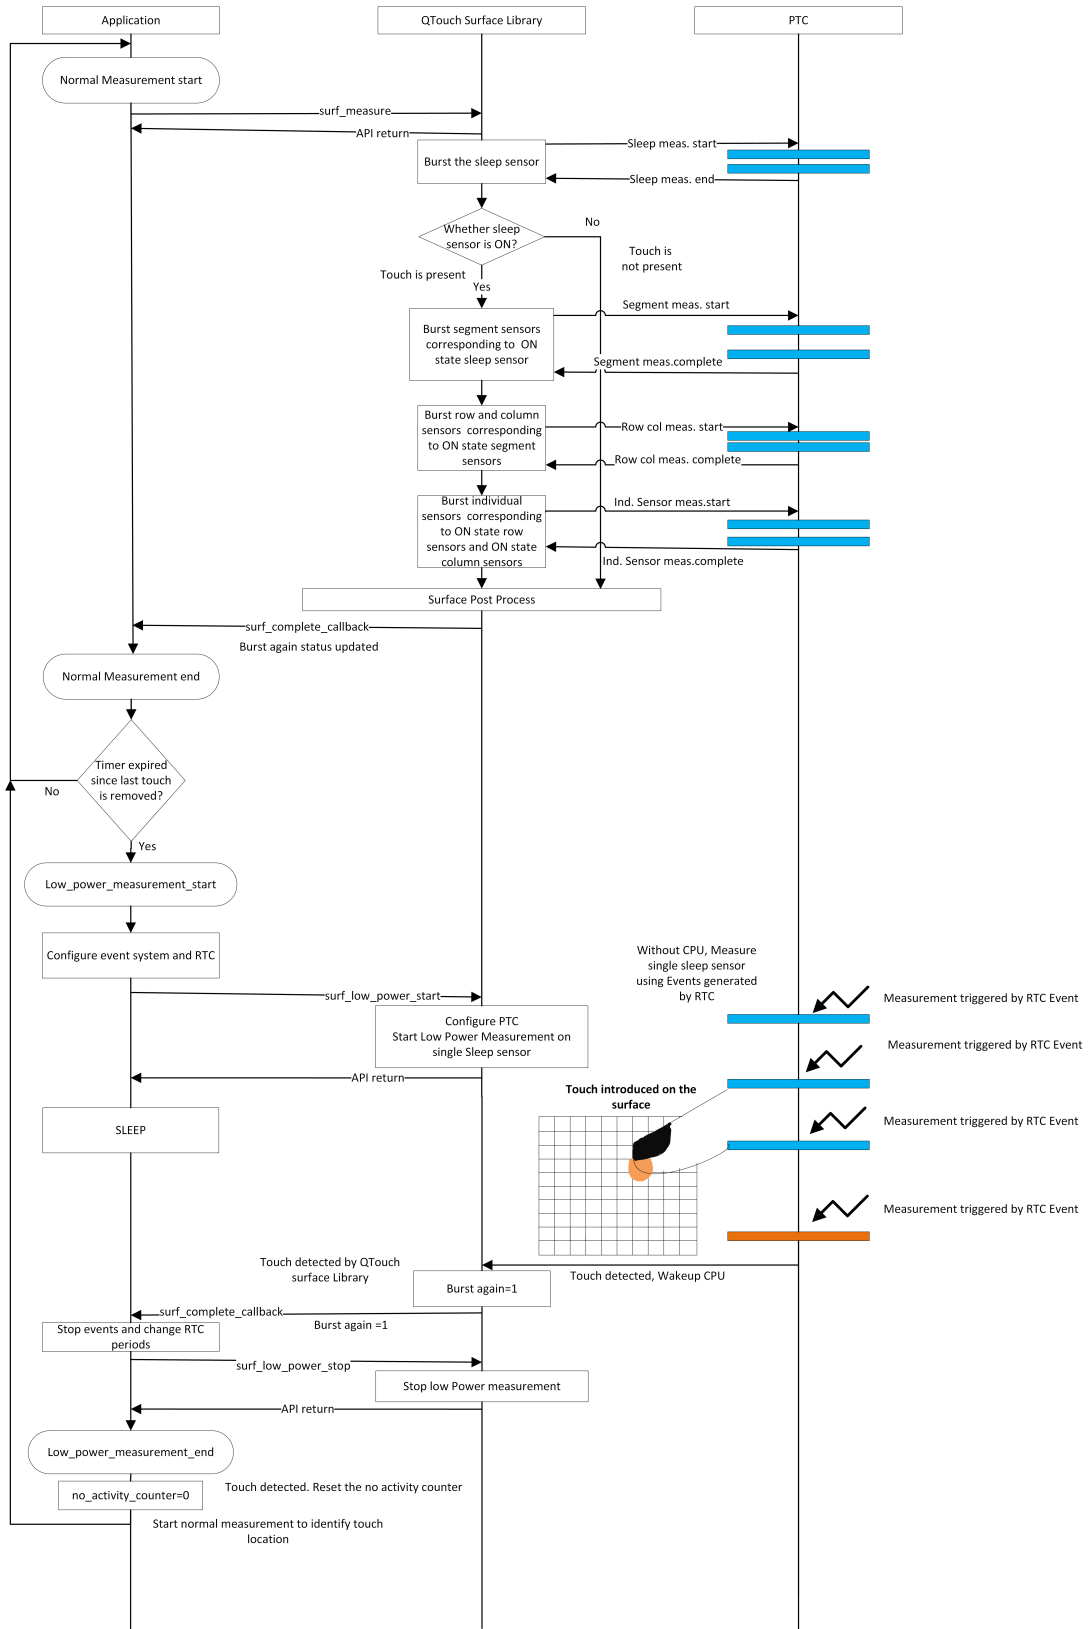 Application
QTouch Surface Library
PTC
Normal Measurement start
surf_measure
API return
Sleep meas. start
Burst the sleep sensor
Sleep meas. end
No
Whether sleep
sensor is ON?
Touch is
not present
Touch is present
Yes
Segment meas. start
Burst segment sensors
corresponding to  ON
state sleep sensor
Segment meas.complete
Burst row and column
sensors  corresponding
to ON state segment
sensors
Row col meas. start
Row col meas. complete
Burst individual
sensors  corresponding
to ON state row
sensors and ON state
column sensors
Ind. Sensor meas.start
Ind. Sensor meas.complete
Surface Post Process
surf_complete_callback
Burst again status updated
Normal Measurement end
Timer expired
since last touch
is removed?
No
Yes
Low_power_measurement_start
Configure event system and RTC
Without CPU, Measure
single sleep sensor
using Events generated
by RTC
surf_low_power_start
Measurement triggered by RTC Event
Configure PTC
Start Low Power Measurement on
single Sleep sensor
Measurement triggered by RTC Event
API return
Touch introduced on the
surface
SLEEP
Measurement triggered by RTC Event
Measurement triggered by RTC Event
Touch detected by QTouch
surface Library
Touch detected, Wakeup CPU
Burst again=1
surf_complete_callback
Burst again =1
Stop events and change RTC
periods
surf_low_power_stop
Stop low Power measurement
API return
Low_power_measurement_end
Touch detected. Reset the no activity counter
no_activity_counter=0
Start normal measurement to identify touch
location